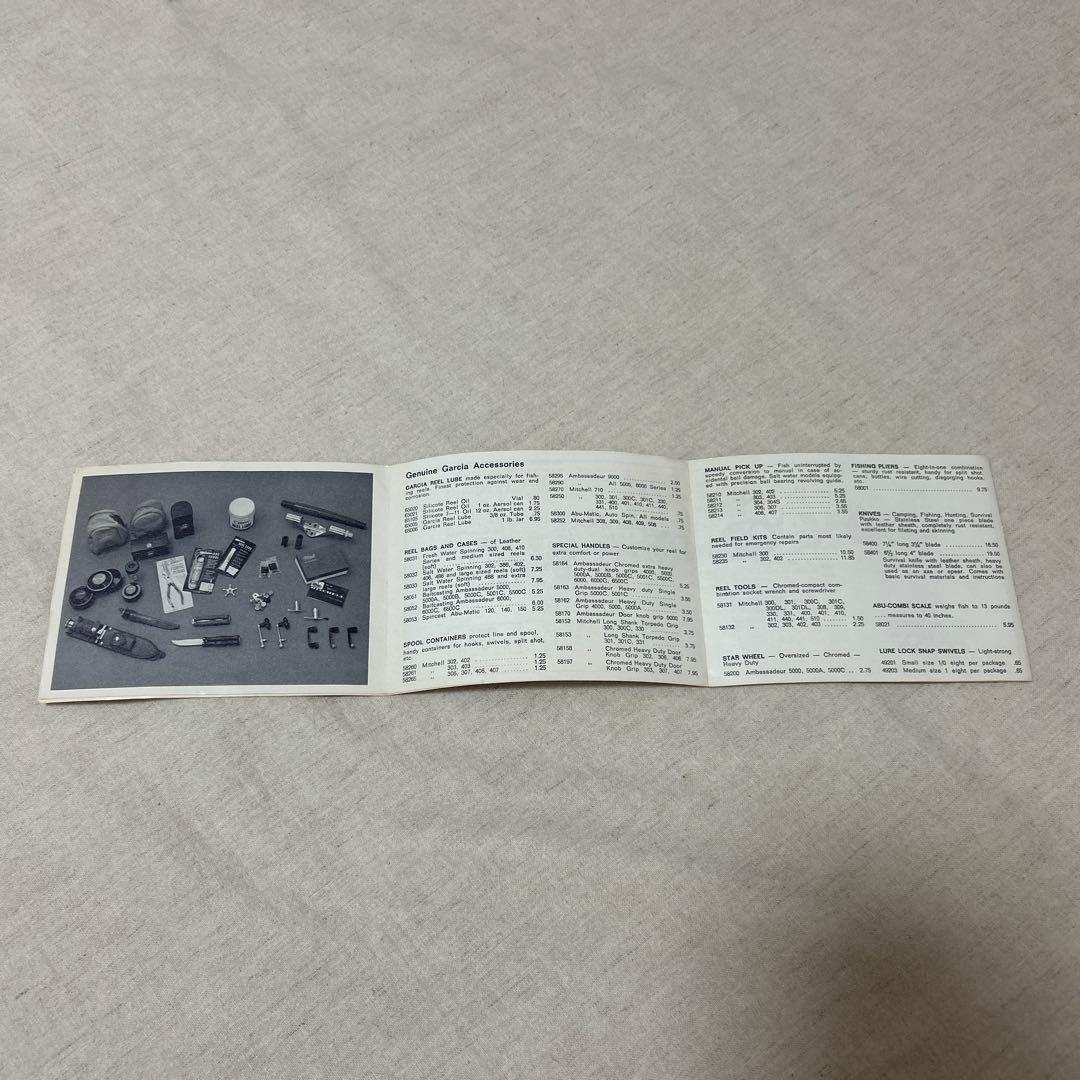 Genuine Garcia Accessories
GARCIA REEL LUBE made especially for fish-
ing reels. Finest protection against wear and
corrosion.
65020 Silicote Reel Oil Vial .80
65021 Silicote Reel Oil 1 oz. Aerosol can 1.75
Silicote 7—11 Oil 12 oz. Aerosol can 2.25
65005 Garcia Reel Lube 3/8 oz. Tube .75
65006 Garcia Reel Lube 1 lb. Jar 6.95
REEL BAGS AND CASES — of Leather
58031 Fresh Water Spinning 300, 408, 410
Series and medium sized reels
(soft) 6.30
58032 Salt Water Spinning 302, 386, 402,
406, 486 and large sized reels (soft) 7.25
58033 Salt Water Spinning 488 and extra
large reels (soft) 7.95
58051 Baitcasting Ambassadeur 5000,
5000A, 5000B, 5000C, 5001C, 5500C 5.25
58052 Baitcasting Ambassadeur 6000,
6000C, 6500C 6.00
58053 Spincast Abu-Matic 120, 140, 150 5.25
SPOOL CONTAINERS protect line and spool,
handy containers for hooks, swivels, split shot,
etc.
58260 Mitchell 302, 402 1.25
58261 " 303, 403 1.25
58265 " 306, 307, 406, 407 1.25
58295 Ambassadeur 9000 2.50
58290 " All 5000, 6000 Series 1.25
58270 Mitchell 710 1.25
58250 " 300, 301, 300C, 301C, 330,
331, 400, 401, 410, 411, 440,
441, 510 .75
58300 Abu-Matic, Auto Spin, All models .75
58252 Mitchell 308, 309, 408, 409, 508 .75
SPECIAL HANDLES — Customize your reel for
extra comfort or power
58164 Ambassadeur Chromed extra heavy
duty-dual knob grips 4000, 5000,
5000A, 5000B, 5000C, 5001C, 5500C,
6000, 6000C, 6500C 5.25
58163 Ambassadeur Heavy duty Single
Grip 5000C, 5001C 3.50
58162 Ambassadeur Heavy Duty Single
Grip 4000, 5000, 5000A 3.50
58170 Ambassadeur Door knob grip 9000 7.95
58152 Mitchell Long Shank Torpedo Grip
300, 300C, 330 3.75
58153 " Long Shank Torpedo Grip
301, 301C, 331 3.75
58158 " Chromed Heavy Duty Door
Knob Grip 302, 306, 406 7.95
58197 " Chromed Heavy Duty Door
Knob Grip 303, 307, 407 7.95
MANUAL PICK UP — Fish uninterrupted by
speedy conversion to manual in case of ac-
cidental bail damage. Salt water models equipp-
ed with precision ball bearing revolving guide.
58210 Mitchell 302, 402 5.25
58211 " 303, 403 5.25
58212 " 304, 304S 2.65
58213 " 306, 307 3.55
58214 " 406, 407 3.55
REEL FIELD KITS Contain parts most likely
needed for emergency repairs
58230 Mitchell 300 10.50
58235 " 302, 402 11.85
REEL TOOLS — Chromed-compact com-
bination socket wrench and screwdriver
58131 Mitchell 300, 301, 300C, 301C,
300DL, 301DL, 308, 309,
330, 331, 400, 401, 410,
411, 440, 441, 510 1.50
58132 " 302, 303, 402, 403 2.25
STAR WHEEL — Oversized — Chromed —
Heavy Duty
58200 Ambassadeur 5000, 5000A, 5000C .. 2.75
FISHING PLIERS — Eight-in-one combination
— sturdy rust resistant, handy for split shot,
cans, bottles, wire cutting, disgorging hooks,
etc.
58001 9.75
KNIVES — Camping, Fishing, Hunting, Survival
Puukko — Stainless Steel one piece blade
with leather sheath, completely rust resistant,
excellent for fileting and skinning
58400 7¼" long 3⅝" blade 16.50
58401 8½ long 4" blade 19.50
Survival knife with leather sheath, heavy
duty stainless steel blade, can also be
used as an axe or spear. Comes with
basic survival materials and instructions
ABU-COMBI SCALE weighs fish to 13 pounds
measures to 40 inches.
58021 5.95
LURE LOCK SNAP SWIVELS — Light-strong
49201 Small size 1/0 eight per package .65
49203 Medium size 1 eight per package .65
MITCHELL